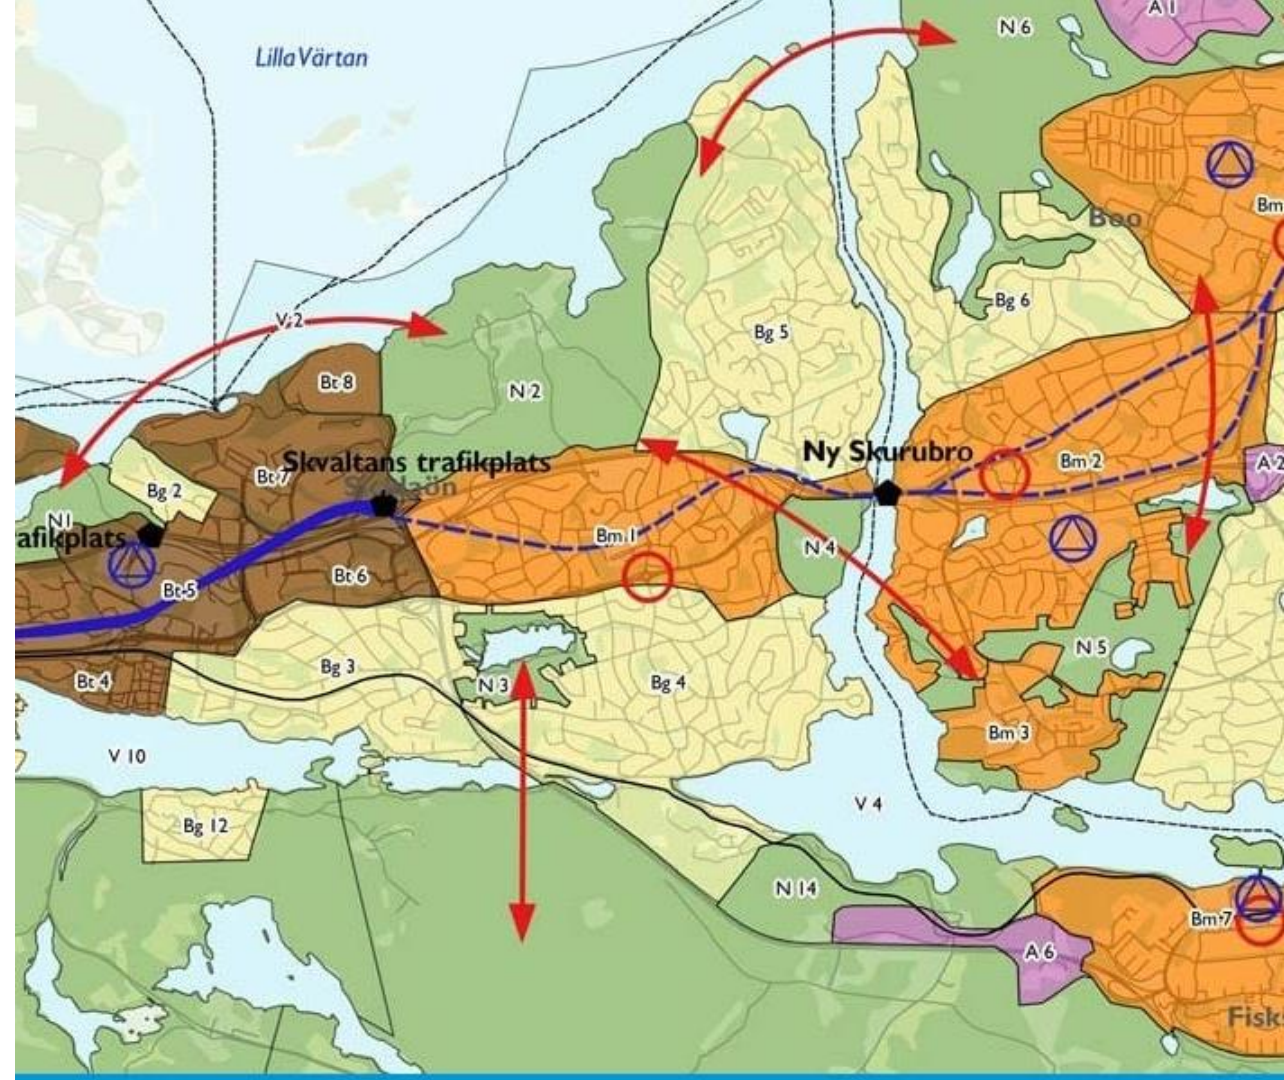 A 1
N 6
Lilla Värtan
Boo
Bm
Bg 6
V 2
Bg 5
Bt 8
N 2
Ny Skurubro
Skvaltans trafikplats
Bm 2
A 2
Bt 7
Bg 2
N1
afikplats
Bm 1
N 4
Bt 5
Bt 6
N 5
Bg 3
Bt 4
N 3
Bg 4
Bm 3
V 10
V 4
Bg 12
N 14
Bm 7
A 6
Fisk